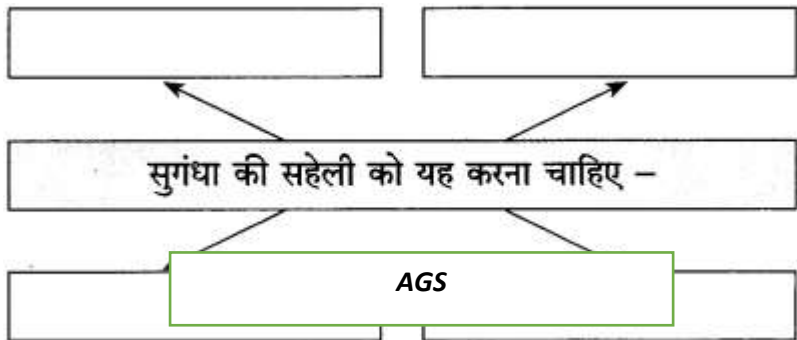 सुगंधा की सहेली को यह करना चाहिए –
AGS